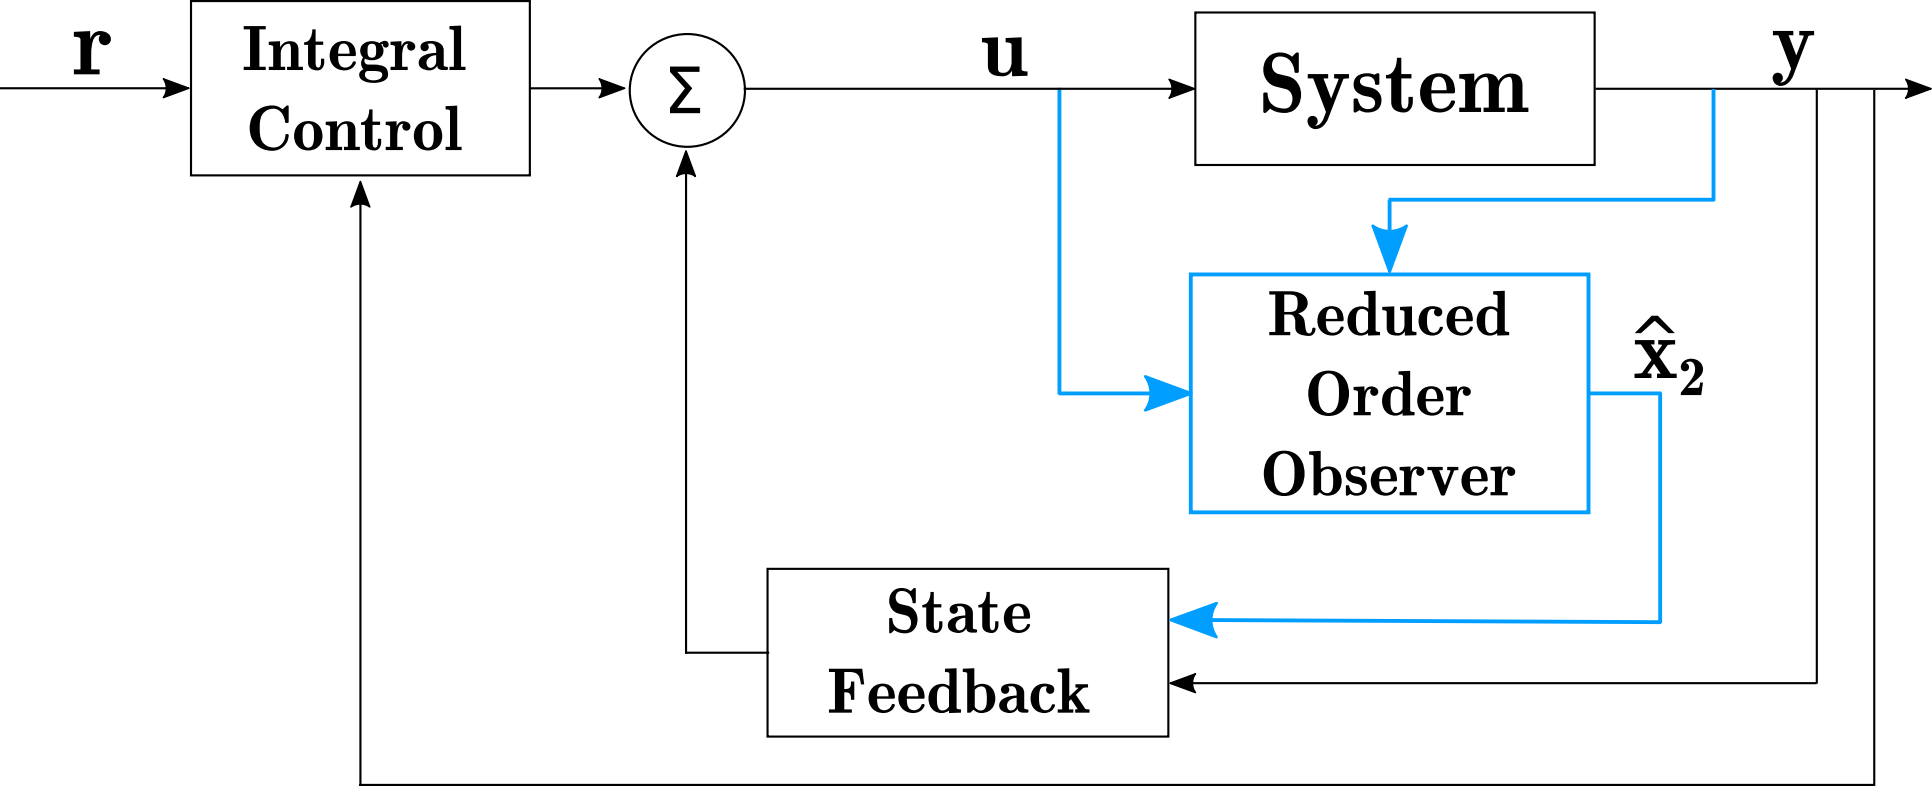 r
Integral
Control
Σ
u
System
y
Reduced
Order
Observer
x̂₂
State
Feedback